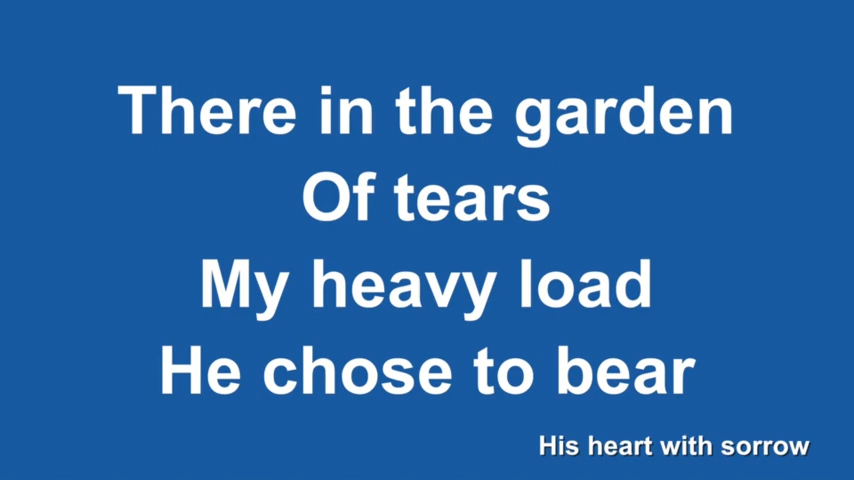 There in the garden
Of tears
My heavy load
He chose to bear
His heart with sorrow